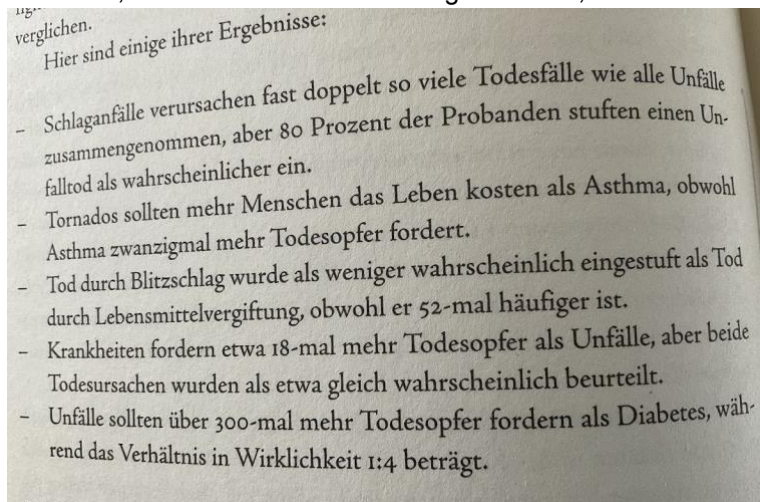 verglichen.
Hier sind einige ihrer Ergebnisse:
– Schlaganfälle verursachen fast doppelt so viele Todesfälle wie alle Unfälle
zusammengenommen, aber 80 Prozent der Probanden stuften einen Un-
falltod als wahrscheinlicher ein.
– Tornados sollten mehr Menschen das Leben kosten als Asthma, obwohl
Asthma zwanzigmal mehr Todesopfer fordert.
– Tod durch Blitzschlag wurde als weniger wahrscheinlich eingestuft als Tod
durch Lebensmittelvergiftung, obwohl er 52-mal häufiger ist.
– Krankheiten fordern etwa 18-mal mehr Todesopfer als Unfälle, aber beide
Todesursachen wurden als etwa gleich wahrscheinlich beurteilt.
– Unfälle sollten über 300-mal mehr Todesopfer fordern als Diabetes, wäh-
rend das Verhältnis in Wirklichkeit 1:4 beträgt.